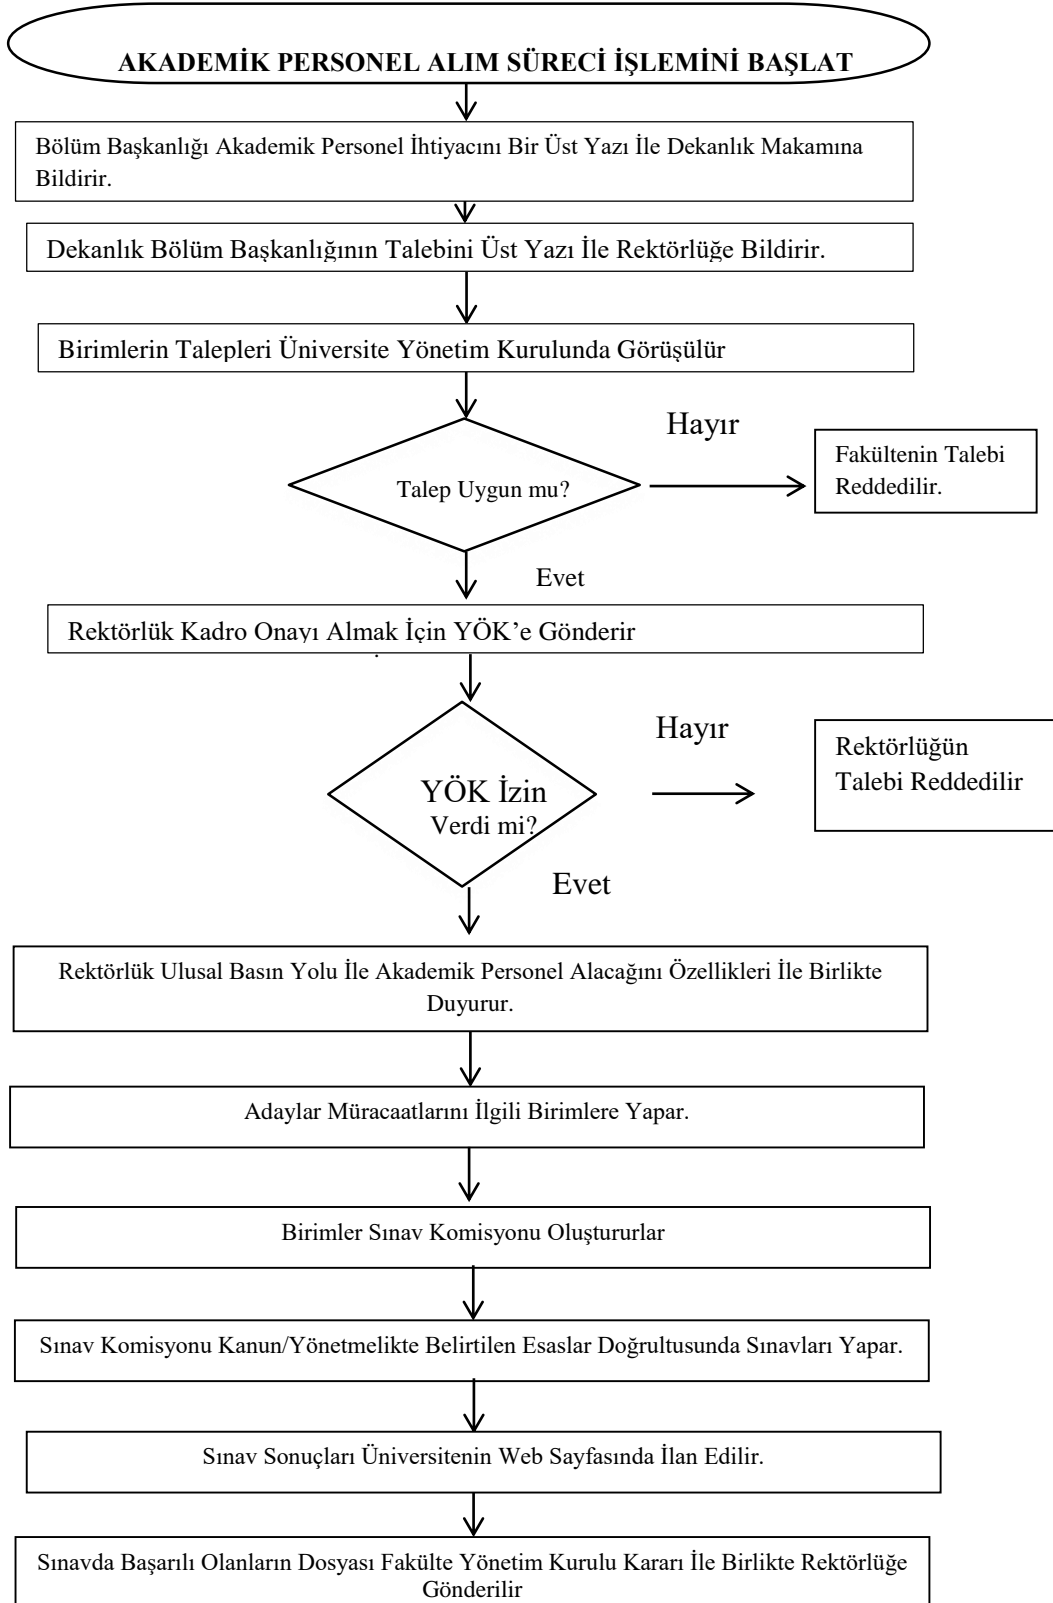 AKADEMİK PERSONEL ALIM SÜRECİ İŞLEMİNİ BAŞLAT
Bölüm Başkanlığı Akademik Personel İhtiyacını Bir Üst Yazı İle Dekanlık Makamına
Bildirir.
Dekanlık Bölüm Başkanlığının Talebini Üst Yazı İle Rektörlüğe Bildirir.
Birimlerin Talepleri Üniversite Yönetim Kurulunda Görüşülür
Hayır
Talep Uygun mu?
Fakültenin Talebi
Reddedilir.
Evet
Rektörlük Kadro Onayı Almak İçin YÖK’e Gönderir
Hayır
YÖK İzin
Verdi mi?
Rektörlüğün
Talebi Reddedilir
Evet
Rektörlük Ulusal Basın Yolu İle Akademik Personel Alacağını Özellikleri İle Birlikte
Duyurur.
Adaylar Müracaatlarını İlgili Birimlere Yapar.
Birimler Sınav Komisyonu Oluştururlar
Sınav Komisyonu Kanun/Yönetmelikte Belirtilen Esaslar Doğrultusunda Sınavları Yapar.
Sınav Sonuçları Üniversitenin Web Sayfasında İlan Edilir.
Sınavda Başarılı Olanların Dosyası Fakülte Yönetim Kurulu Kararı İle Birlikte Rektörlüğe
Gönderilir